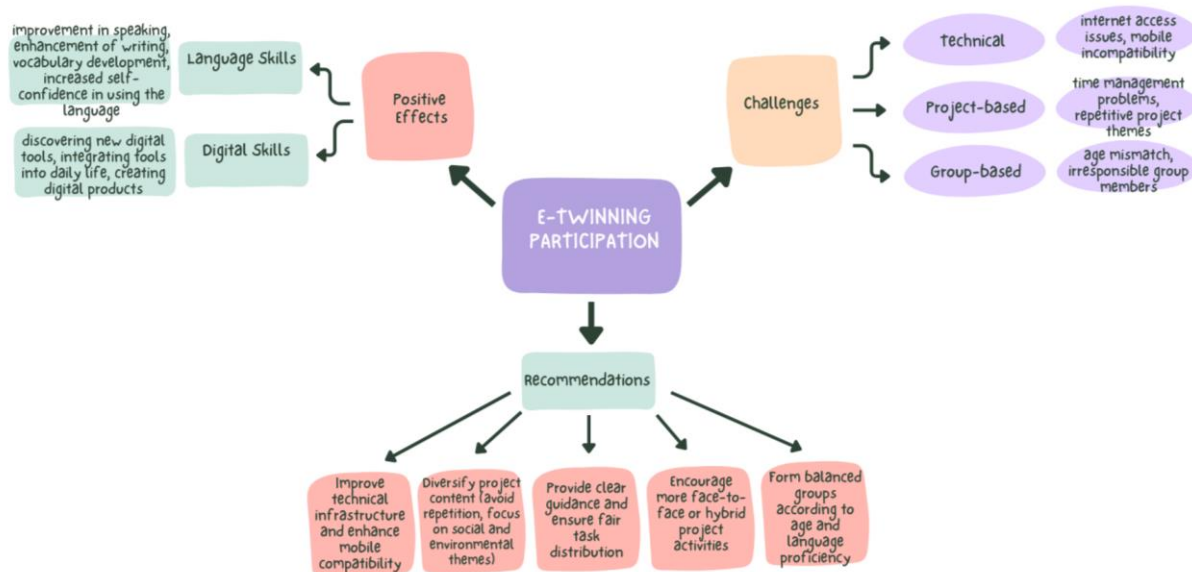 improvement in speaking,
enhancement of writing,
vocabulary development,
increased self-
confidence in using the
language
Language Skills
discovering new digital
tools, integrating tools
into daily life, creating
digital products
Digital Skills
Positive
Effects
E-TWINNING
PARTICIPATION
Challenges
Technical
internet access
issues, mobile
incompatibility
Project-based
time management
problems,
repetitive project
themes
Group-based
age mismatch,
irresponsible group
members
Recommendations
Improve
technical
infrastructure
and enhance
mobile
compatibility
Diversify project
content (avoid
repetition, focus
on social and
environmental
themes)
Provide clear
guidance and
ensure fair
task
distribution
Encourage
more face-to-
face or hybrid
project
activities
Form balanced
groups
according to
age and
language
proficiency